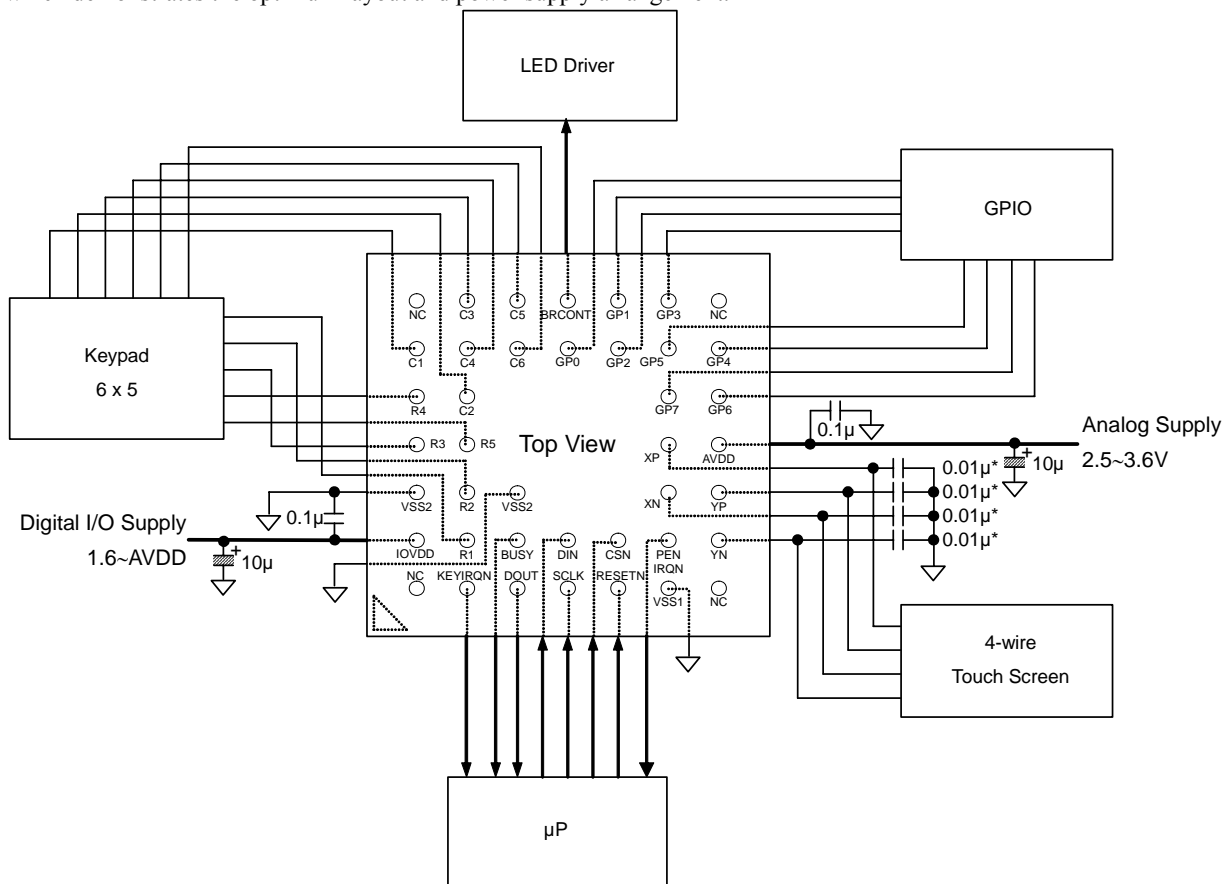 LED Driver
GPIO
Keypad
6 x 5
NC
C3
C5
BRCONT
GP1
GP3
NC
C1
C4
C6
GP0
GP2
GP5
GP4
R4
C2
GP7
GP6
0.1µ
R3
R5
Top View
XP
AVDD
Analog Supply
2.5~3.6V
+
10µ
0.01µ*
0.01µ*
0.01µ*
0.01µ*
VSS2
R2
VSS2
XN
YP
0.1µ
Digital I/O Supply
1.6~AVDD
+
10µ
IOVDD
R1
BUSY
DIN
CSN
PEN
IRQN
YN
NC
KEYIRQN
DOUT
SCLK
RESETN
VSS1
NC
4-wire
Touch Screen
µP